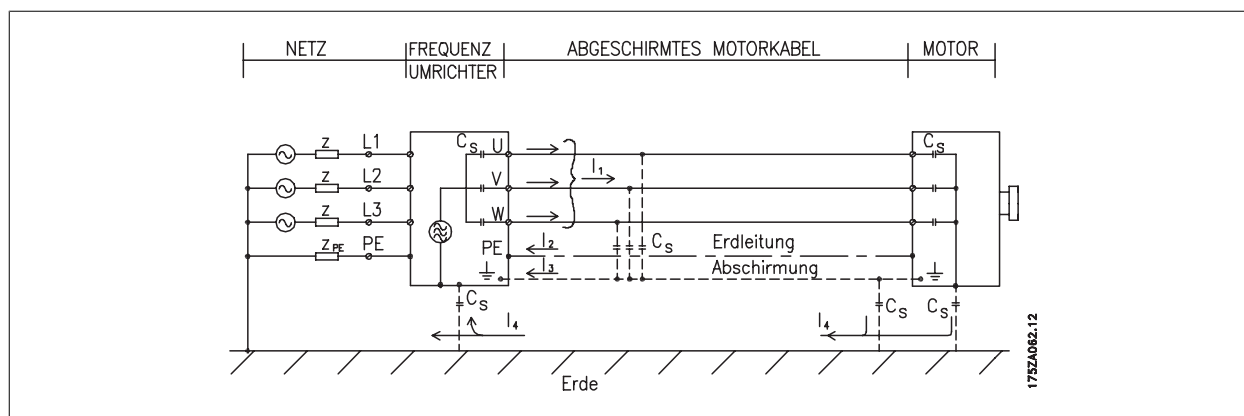 NETZ FREQUENZ UMRICHTER ABGESCHIRMTES MOTORKABEL MOTOR
Z L1 C_S U C_S
I_1
Z L2 V
Z L3 W
Z_PE PE PE I_2 C_S Erdleitung
I_3 Abschirmung
C_S C_S C_S
I_4 I_4
Erde
175ZA062.12